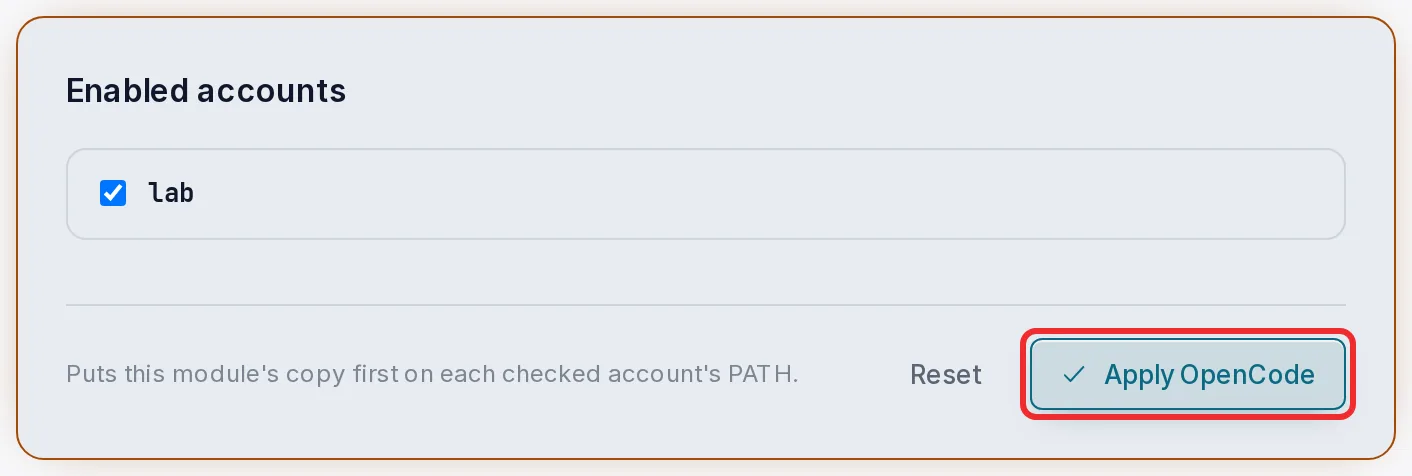 Enabled accounts
lab
Puts this module's copy first on each checked account's PATH.
Reset
Apply OpenCode